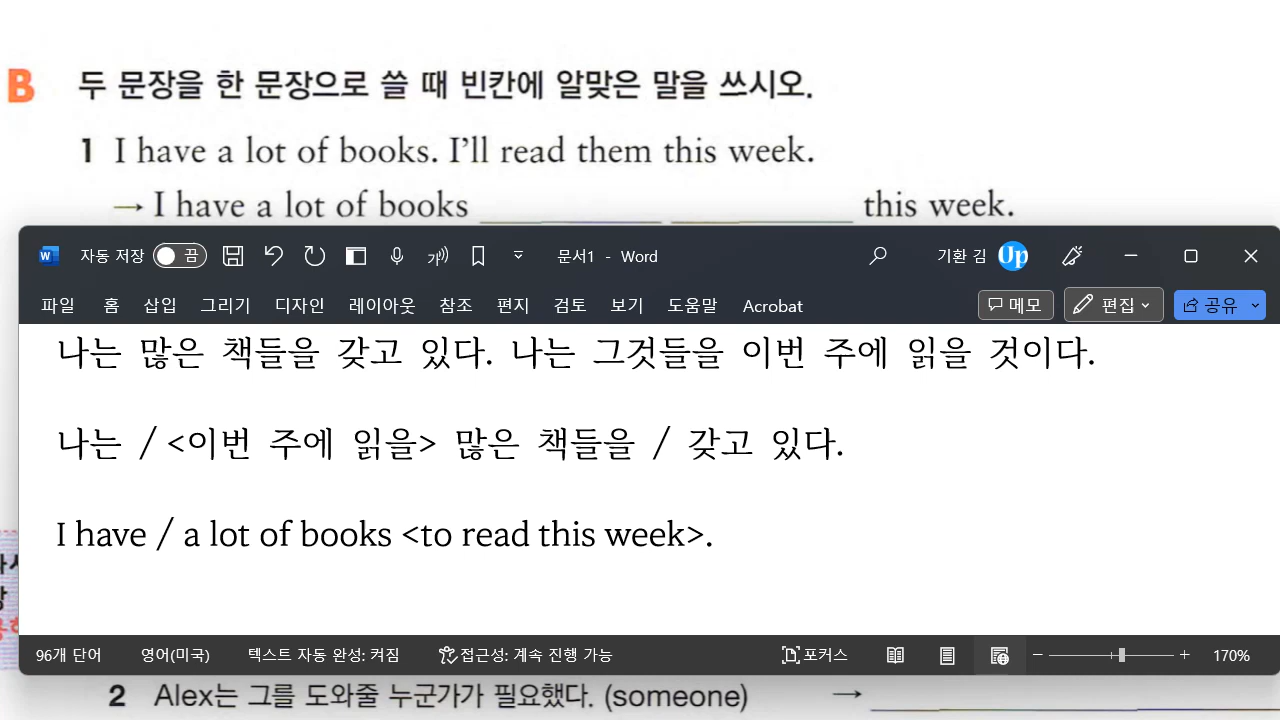 B 두 문장을 한 문장으로 쓸 때 빈칸에 알맞은 말을 쓰시오.
1 I have a lot of books. I'll read them this week.
→ I have a lot of books ________ ________ this week.
자동 저장 끔 문서1 - Word 기환 김 Up
파일 홈 삽입 그리기 디자인 레이아웃 참조 편지 검토 보기 도움말 Acrobat 메모 편집 공유
나는 많은 책들을 갖고 있다. 나는 그것들을 이번 주에 읽을 것이다.
나는 / <이번 주에 읽을> 많은 책들을 / 갖고 있다.
I have / a lot of books <to read this week>.
96개 단어 영어(미국) 텍스트 자동 완성: 켜짐 접근성: 계속 진행 가능 포커스 170%
2 Alex는 그를 도와줄 누군가가 필요했다. (someone) → ________